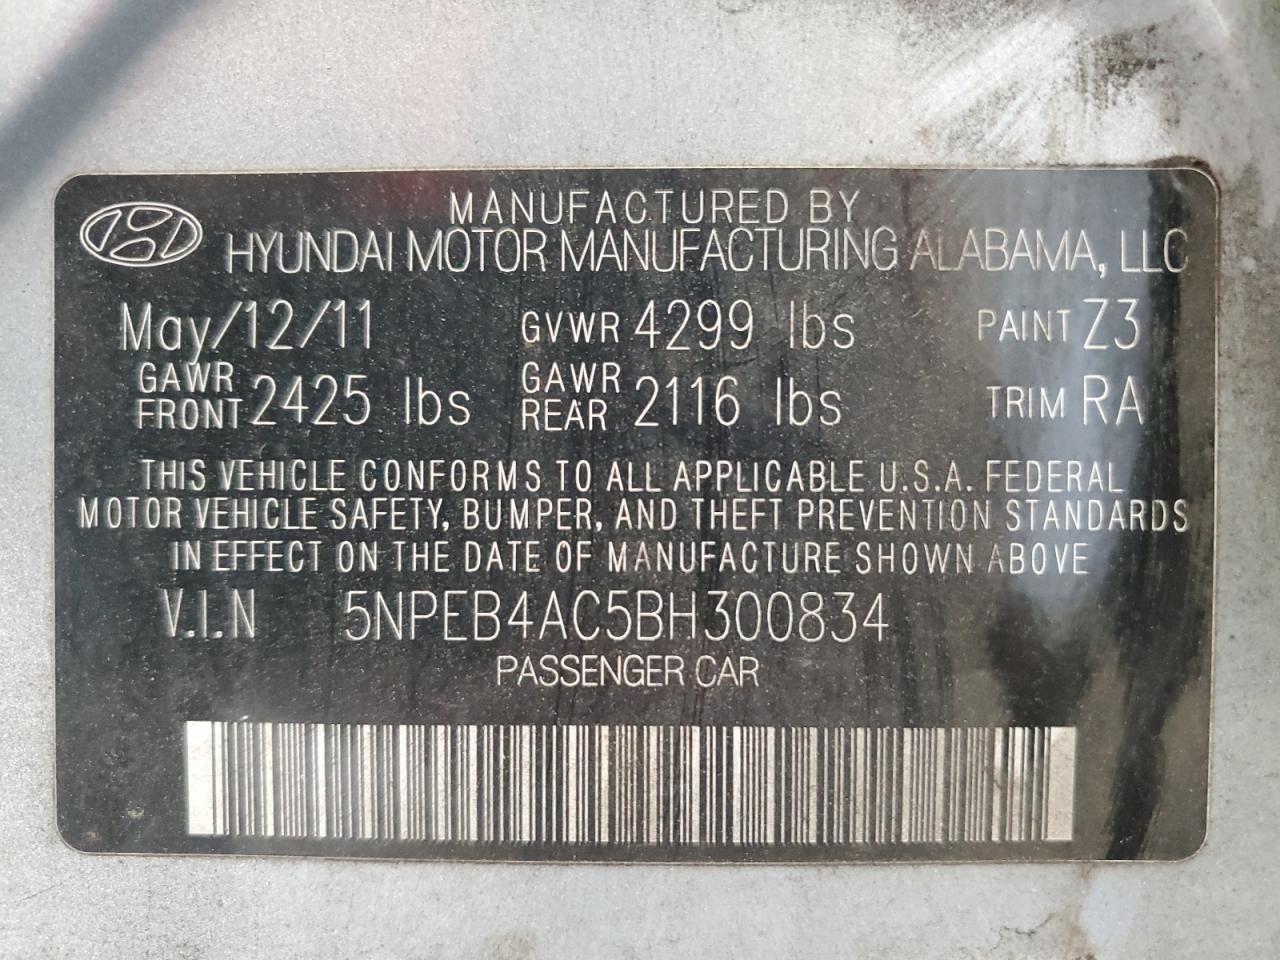 MANUFACTURED BY
HYUNDAI MOTOR MANUFACTURING ALABAMA, LLC
May/12/11 GVWR 4299 lbs PAINT Z3
GAWR FRONT 2425 lbs GAWR REAR 2116 lbs TRIM RA
THIS VEHICLE CONFORMS TO ALL APPLICABLE U.S.A. FEDERAL
MOTOR VEHICLE SAFETY, BUMPER, AND THEFT PREVENTION STANDARDS
IN EFFECT ON THE DATE OF MANUFACTURE SHOWN ABOVE
V.I.N 5NPEB4AC5BH300834
PASSENGER CAR